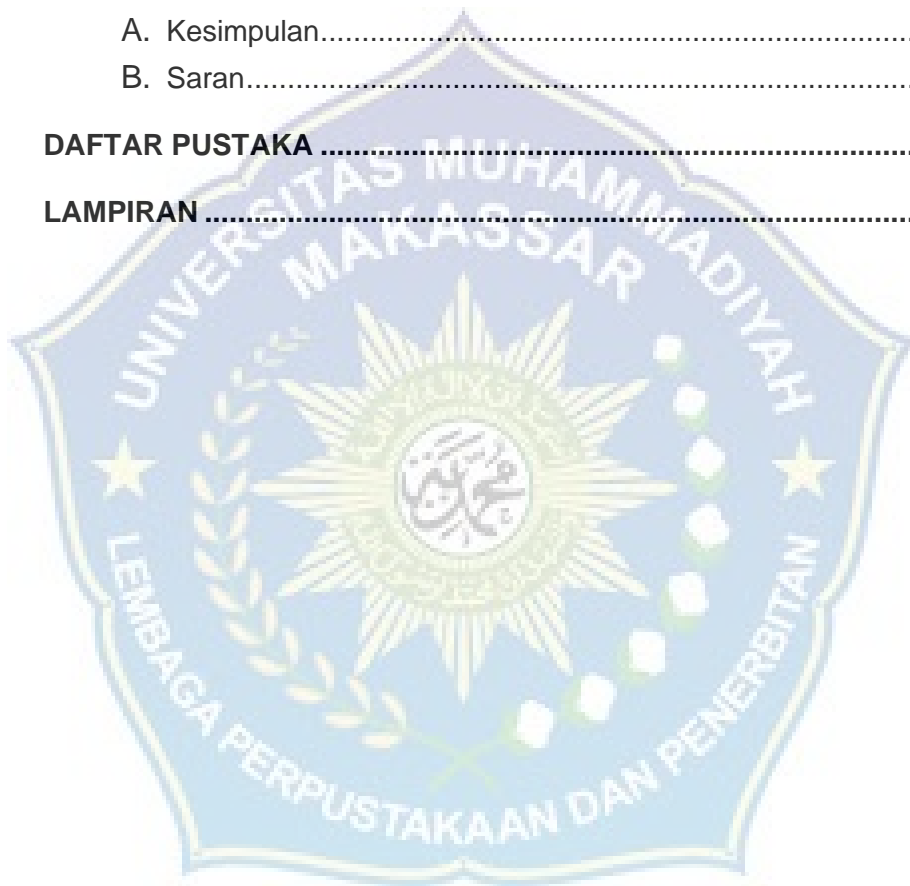 A. Kesimpulan..........................................................................
B. Saran...................................................................................
DAFTAR PUSTAKA ..........................................................................
LAMPIRAN ........................................................................................
UNIVERSITAS MUHAMMADIYAH
MAKASSAR
LEMBAGA PERPUSTAKAAN DAN PENERBITAN